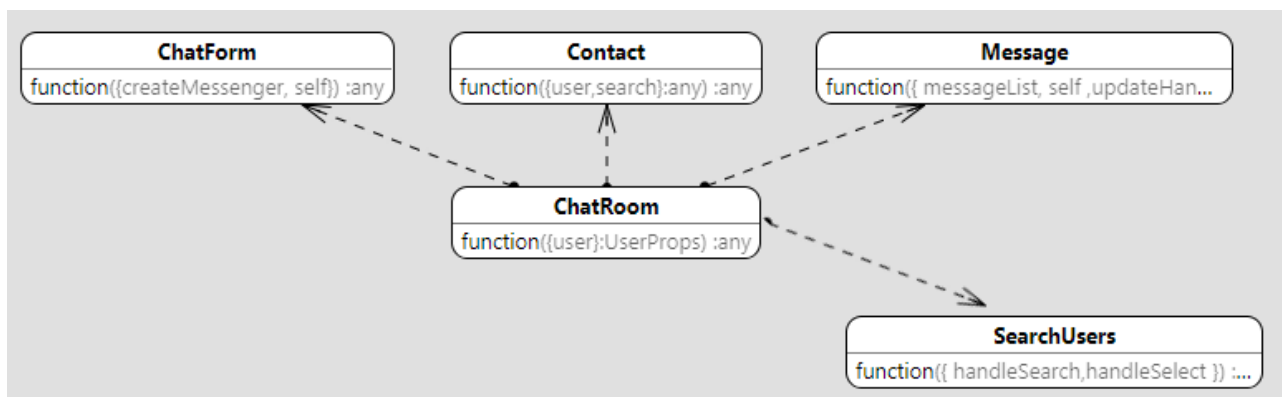 ChatForm
function({createMessenger, self}) :any
Contact
function({user,search}:any) :any
Message
function({ messageList, self ,updateHan...
ChatRoom
function({user}:UserProps) :any
SearchUsers
function({ handleSearch,handleSelect }) :...